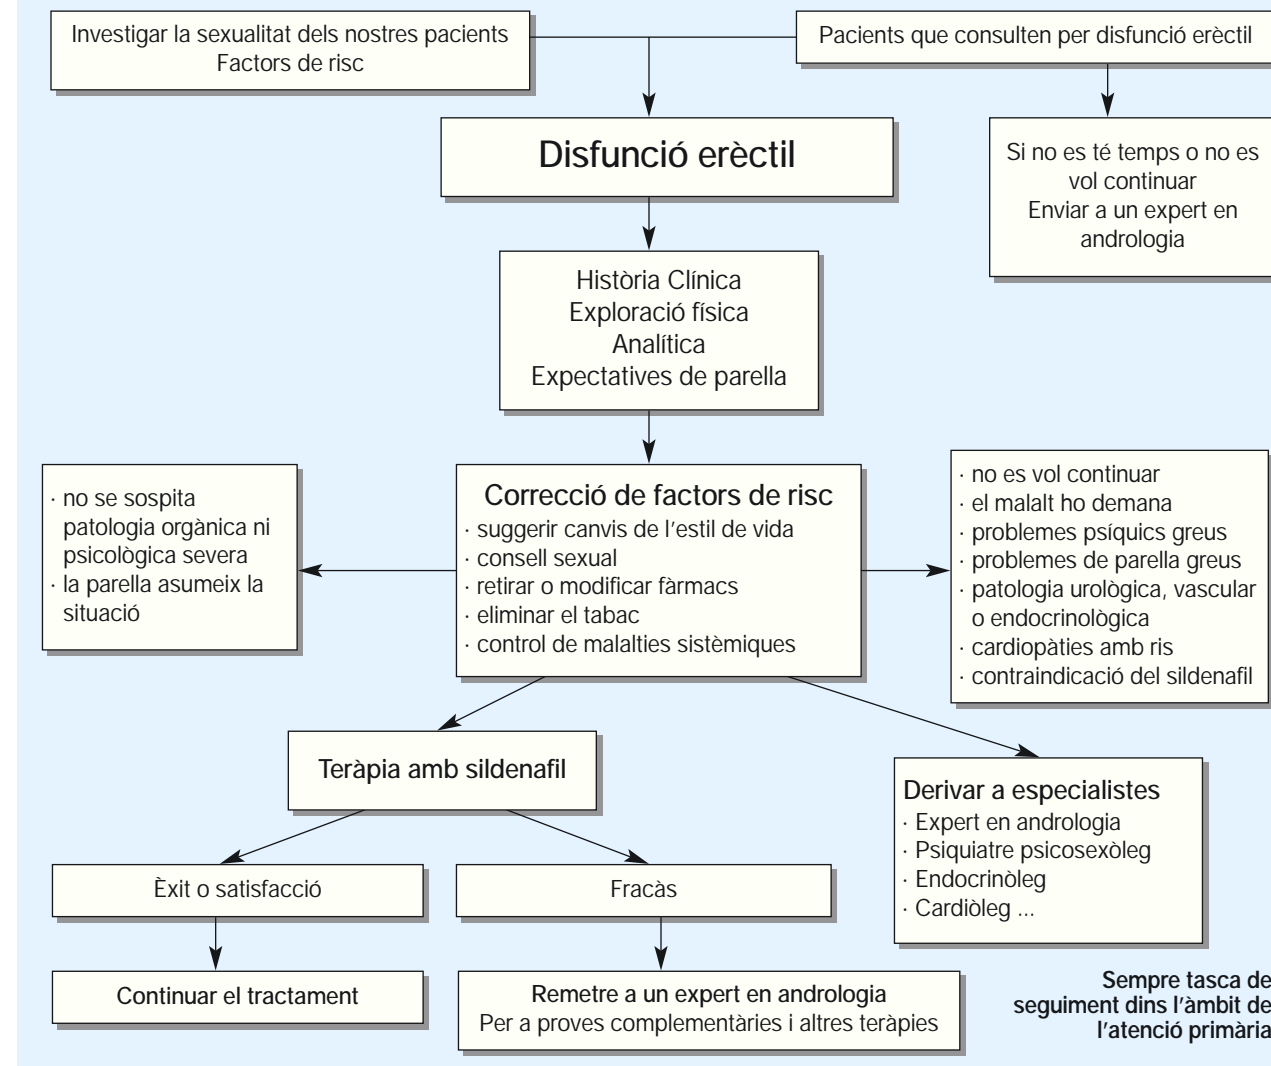 Investigar la sexualitat dels nostres pacients
Factors de risc
Pacients que consulten per disfunció erèctil
Disfunció erèctil
Si no es té temps o no es
vol continuar
Enviar a un expert en
andrologia
Història Clínica
Exploració física
Analítica
Expectatives de parella
· no se sospita
patologia orgànica ni
psicològica severa
· la parella asumeix la
situació
Correcció de factors de risc
· suggerir canvis de l'estil de vida
· consell sexual
· retirar o modificar fàrmacs
· eliminar el tabac
· control de malalties sistèmiques
· no es vol continuar
· el malalt ho demana
· problemes psíquics greus
· problemes de parella greus
· patologia urològica, vascular
o endocrinològica
· cardiopàties amb ris
· contraindicació del sildenafil
Teràpia amb sildenafil
Derivar a especialistes
· Expert en andrologia
· Psiquiatre psicosexòleg
· Endocrinòleg
· Cardiòleg ...
Èxit o satisfacció
Fracàs
Continuar el tractament
Remetre a un expert en andrologia
Per a proves complementàries i altres teràpies
Sempre tasca de
seguiment dins l'àmbit de
l'atenció primària